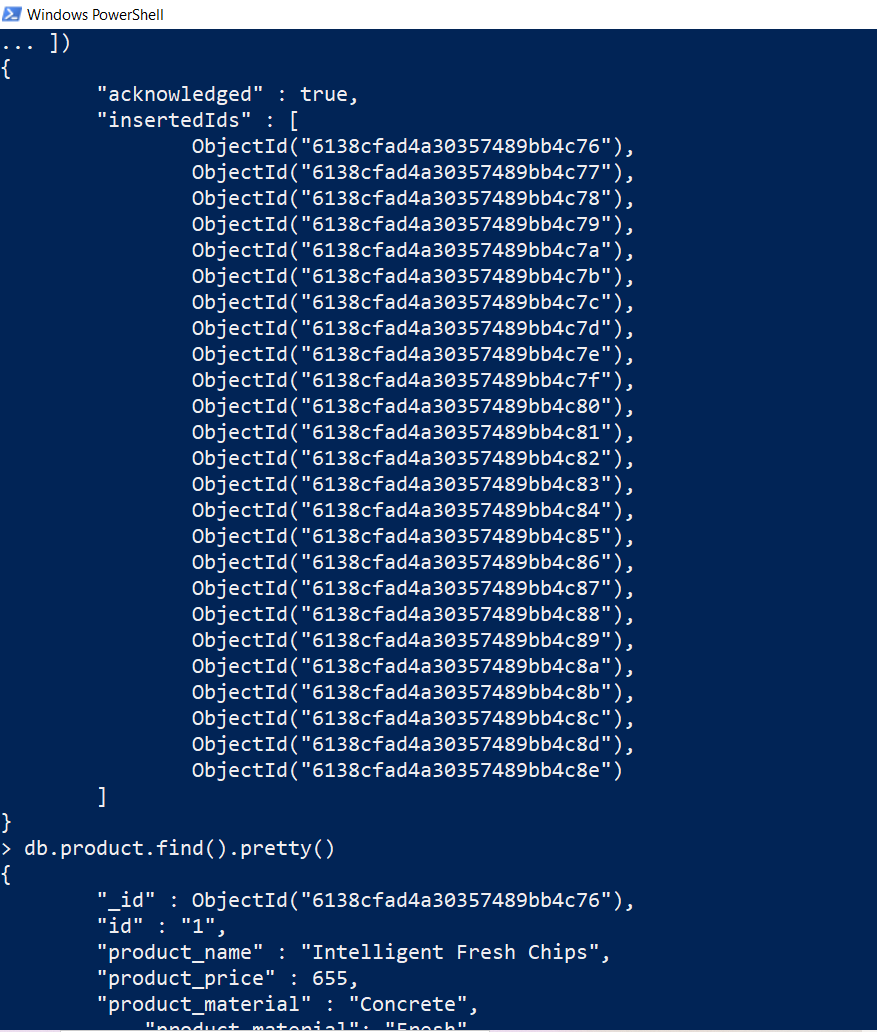 Windows PowerShell
... ])
{
"acknowledged" : true,
"insertedIds" : [
ObjectId("6138cfad4a30357489bb4c76"),
ObjectId("6138cfad4a30357489bb4c77"),
ObjectId("6138cfad4a30357489bb4c78"),
ObjectId("6138cfad4a30357489bb4c79"),
ObjectId("6138cfad4a30357489bb4c7a"),
ObjectId("6138cfad4a30357489bb4c7b"),
ObjectId("6138cfad4a30357489bb4c7c"),
ObjectId("6138cfad4a30357489bb4c7d"),
ObjectId("6138cfad4a30357489bb4c7e"),
ObjectId("6138cfad4a30357489bb4c7f"),
ObjectId("6138cfad4a30357489bb4c80"),
ObjectId("6138cfad4a30357489bb4c81"),
ObjectId("6138cfad4a30357489bb4c82"),
ObjectId("6138cfad4a30357489bb4c83"),
ObjectId("6138cfad4a30357489bb4c84"),
ObjectId("6138cfad4a30357489bb4c85"),
ObjectId("6138cfad4a30357489bb4c86"),
ObjectId("6138cfad4a30357489bb4c87"),
ObjectId("6138cfad4a30357489bb4c88"),
ObjectId("6138cfad4a30357489bb4c89"),
ObjectId("6138cfad4a30357489bb4c8a"),
ObjectId("6138cfad4a30357489bb4c8b"),
ObjectId("6138cfad4a30357489bb4c8c"),
ObjectId("6138cfad4a30357489bb4c8d"),
ObjectId("6138cfad4a30357489bb4c8e")
]
}
> db.product.find().pretty()
{
"_id" : ObjectId("6138cfad4a30357489bb4c76"),
"id" : "1",
"product_name" : "Intelligent Fresh Chips",
"product_price" : 655,
"product_material" : "Concrete",
"product_material": "Fresh"